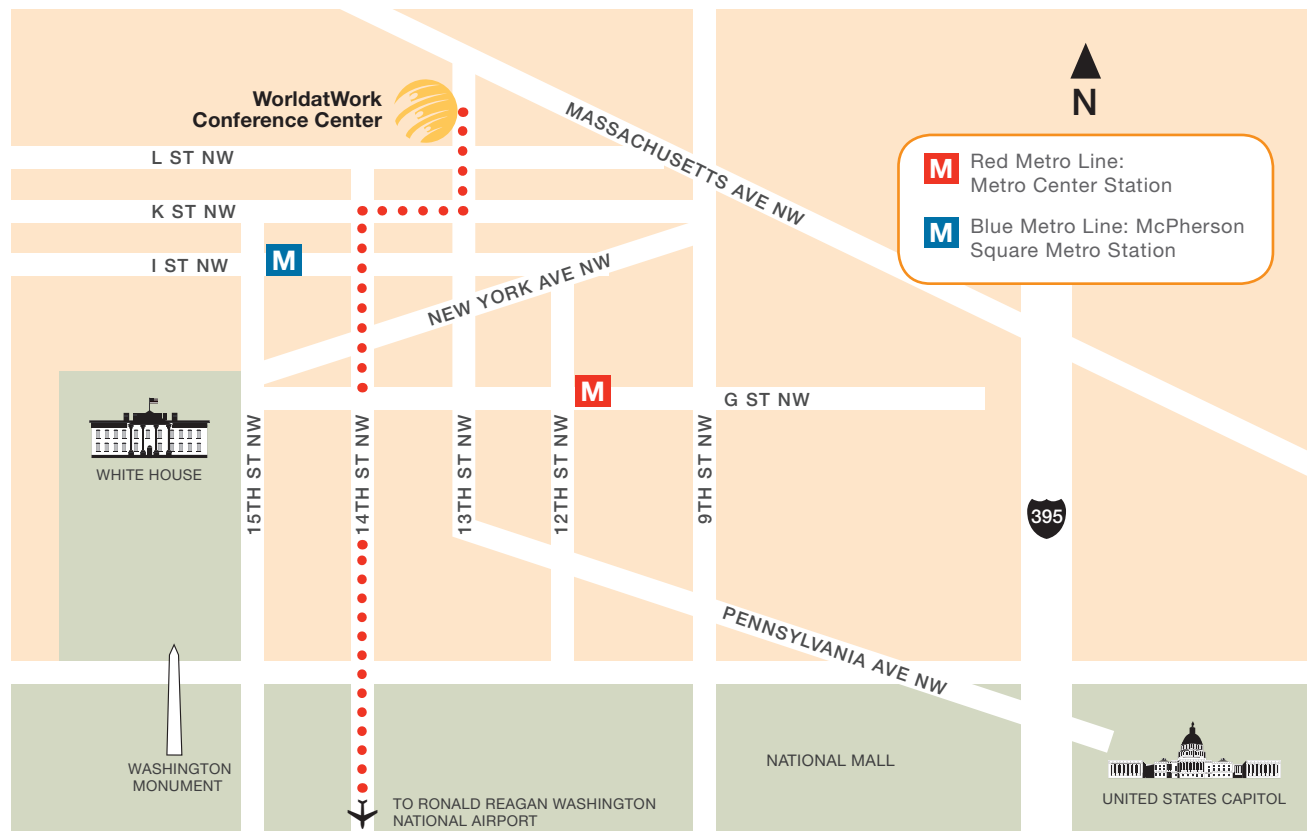 WorldatWork
Conference Center
MASSACHUSETTS AVE NW
N
M Red Metro Line:
Metro Center Station
M Blue Metro Line: McPherson
Square Metro Station
L ST NW
K ST NW
I ST NW
M
NEW YORK AVE NW
M
G ST NW
WHITE HOUSE
15TH ST NW
14TH ST NW
13TH ST NW
12TH ST NW
9TH ST NW
395
PENNSYLVANIA AVE NW
WASHINGTON
MONUMENT
NATIONAL MALL
UNITED STATES CAPITOL
TO RONALD REAGAN WASHINGTON
NATIONAL AIRPORT